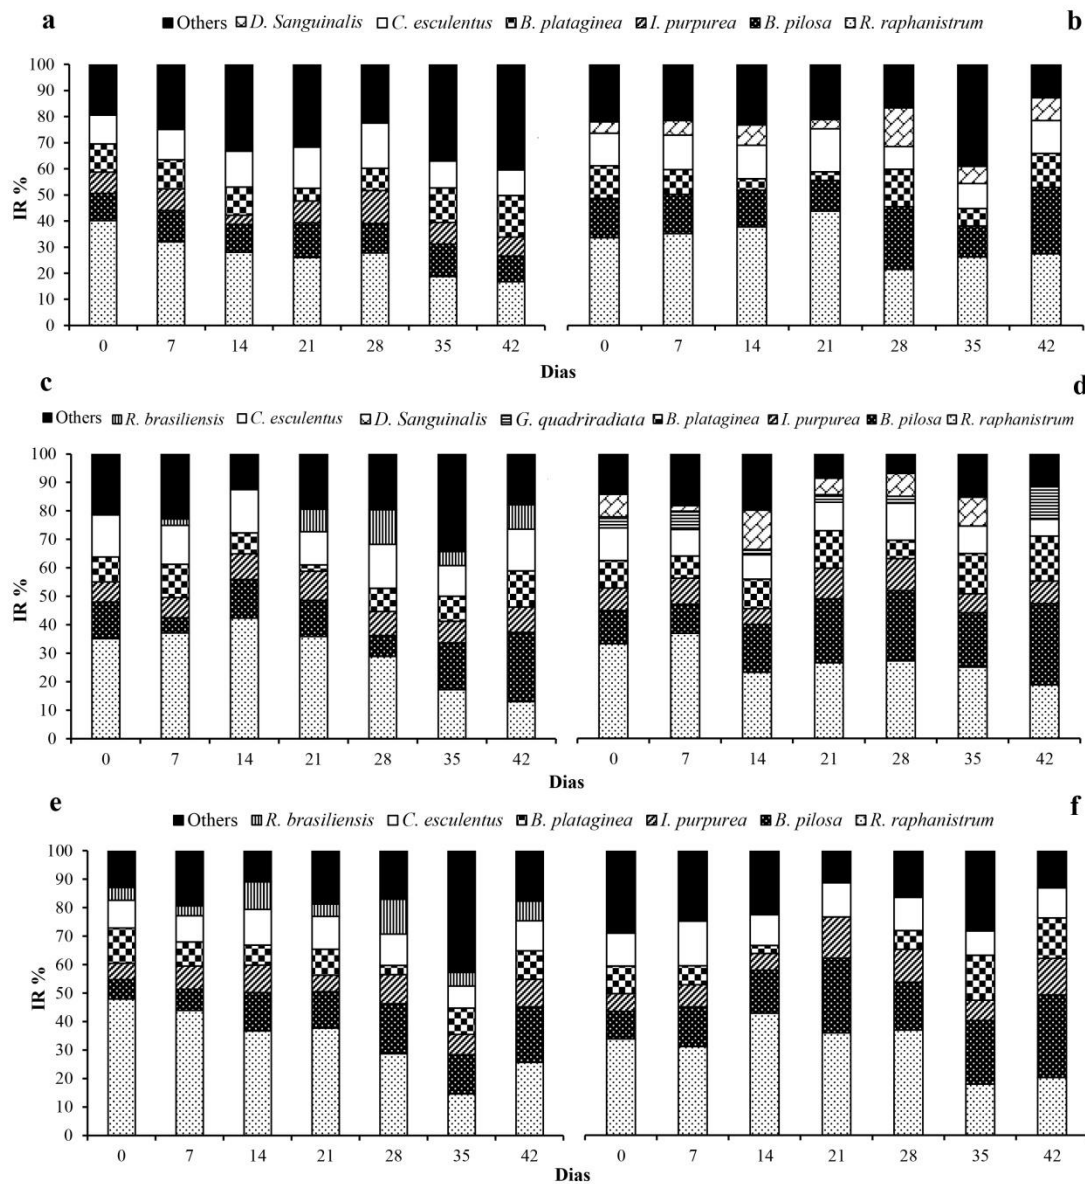 a
■ Others ⊠ D. Sanguinalis □ C. esculentus ▣ B. plataginea ▨ I. purpurea ▩ B. pilosa ▫ R. raphanistrum
b
100
90
80
70
60
50
40
30
20
10
0
IR %
0 7 14 21 28 35 42 0 7 14 21 28 35 42
Dias
c
d
■ Others ▥ R. brasiliensis □ C. esculentus ⊠ D. Sanguinalis ▤ G. quadriradiata ▣ B. plataginea ▨ I. purpurea ▩ B. pilosa ▫ R. raphanistrum
100
90
80
70
60
50
40
30
20
10
0
IR %
0 7 14 21 28 35 42 0 7 14 21 28 35 42
Dias
e
f
■ Others ▥ R. brasiliensis □ C. esculentus ▣ B. plataginea ▨ I. purpurea ▩ B. pilosa ▫ R. raphanistrum
100
90
80
70
60
50
40
30
20
10
0
IR %
0 7 14 21 28 35 42 0 7 14 21 28 35 42
Dias